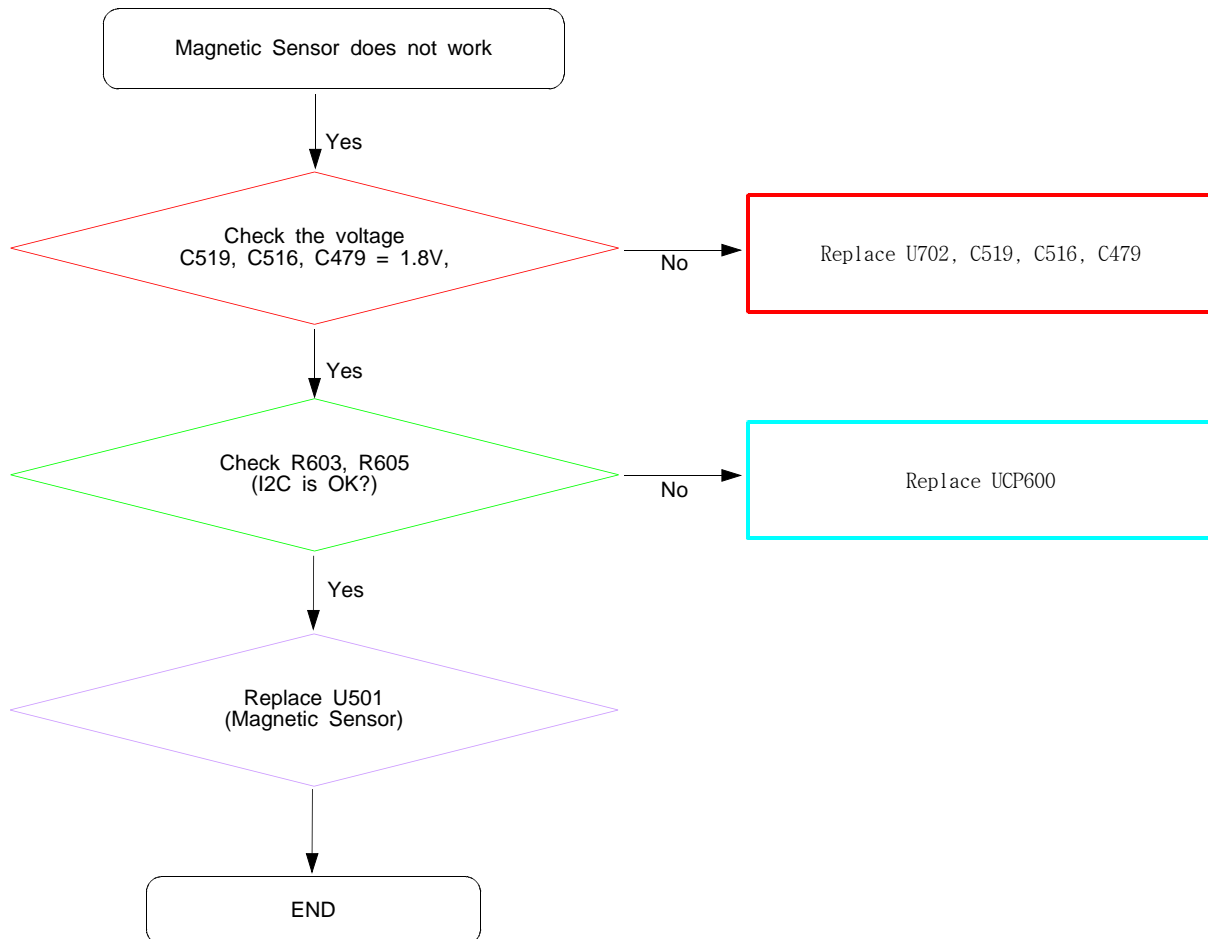 Magnetic Sensor does not work
Yes
Check the voltage
C519, C516, C479 = 1.8V,
No
Replace U702, C519, C516, C479
Yes
Check R603, R605
(I2C is OK?)
No
Replace UCP600
Yes
Replace U501
(Magnetic Sensor)
END